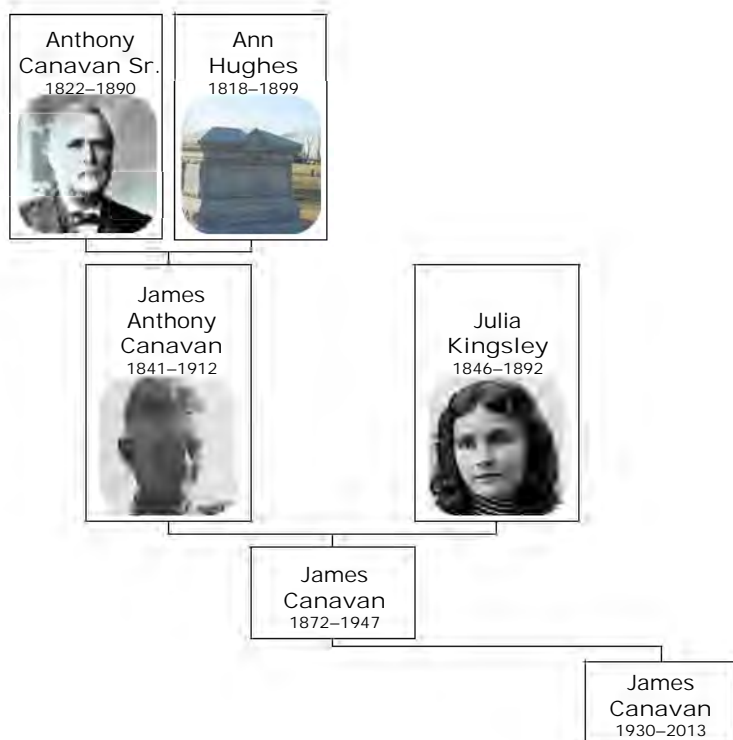 Anthony
Canavan Sr.
1822–1890
Ann
Hughes
1818–1899
James
Anthony
Canavan
1841–1912
Julia
Kingsley
1846–1892
James
Canavan
1872–1947
James
Canavan
1930–2013